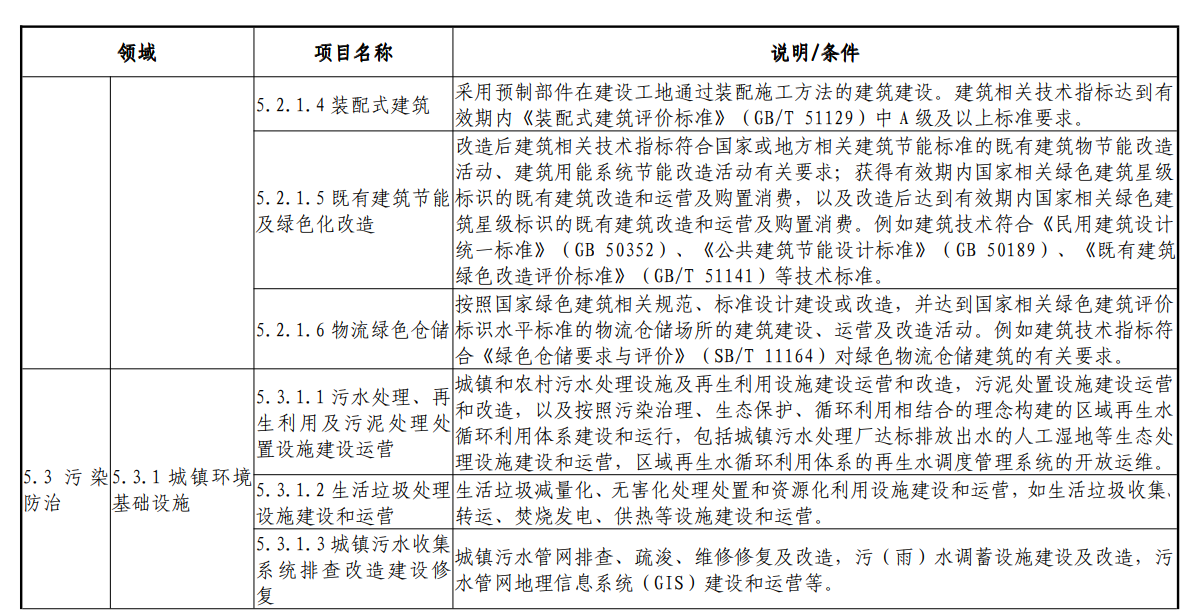 领域 项目名称 说明/条件
5.2.1.4 装配式建筑
采用预制部件在建设工地通过装配施工方法的建筑建设。建筑相关技术指标达到有
效期内《装配式建筑评价标准》（GB/T 51129）中 A 级及以上标准要求。
5.2.1.5 既有建筑节能
及绿色化改造
改造后建筑相关技术指标符合国家或地方相关建筑节能标准的既有建筑物节能改造
活动、建筑用能系统节能改造活动有关要求；获得有效期内国家相关绿色建筑星级
标识的既有建筑改造和运营及购置消费，以及改造后达到有效期内国家相关绿色建
筑星级标识的既有建筑改造和运营及购置消费。例如建筑技术符合《民用建筑设计
统一标准》（GB 50352）、《公共建筑节能设计标准》（GB 50189）、《既有建筑
绿色改造评价标准》（GB/T 51141）等技术标准。
5.2.1.6 物流绿色仓储
按照国家绿色建筑相关规范、标准设计建设或改造，并达到国家相关绿色建筑评价
标识水平标准的物流仓储场所的建筑建设、运营及改造活动。例如建筑技术指标符
合《绿色仓储要求与评价》（SB/T 11164）对绿色物流仓储建筑的有关要求。
5.3 污染
防治
5.3.1 城镇环境
基础设施
5.3.1.1 污水处理、再
生利用及污泥处理处
置设施建设运营
城镇和农村污水处理设施及再生利用设施建设运营和改造，污泥处置设施建设运营
和改造，以及按照污染治理、生态保护、循环利用相结合的理念构建的区域再生水
循环利用体系建设和运行，包括城镇污水处理厂达标排放出水的人工湿地等生态处
理设施建设和运营，区域再生水循环利用体系的再生水调度管理系统的开放运维。
5.3.1.2 生活垃圾处理
设施建设和运营
生活垃圾减量化、无害化处理处置和资源化利用设施建设和运营，如生活垃圾收集、
转运、焚烧发电、供热等设施建设和运营。
5.3.1.3 城镇污水收集
系统排查改造建设修
复
城镇污水管网排查、疏浚、维修修复及改造，污（雨）水调蓄设施建设及改造，污
水管网地理信息系统（GIS）建设和运营等。